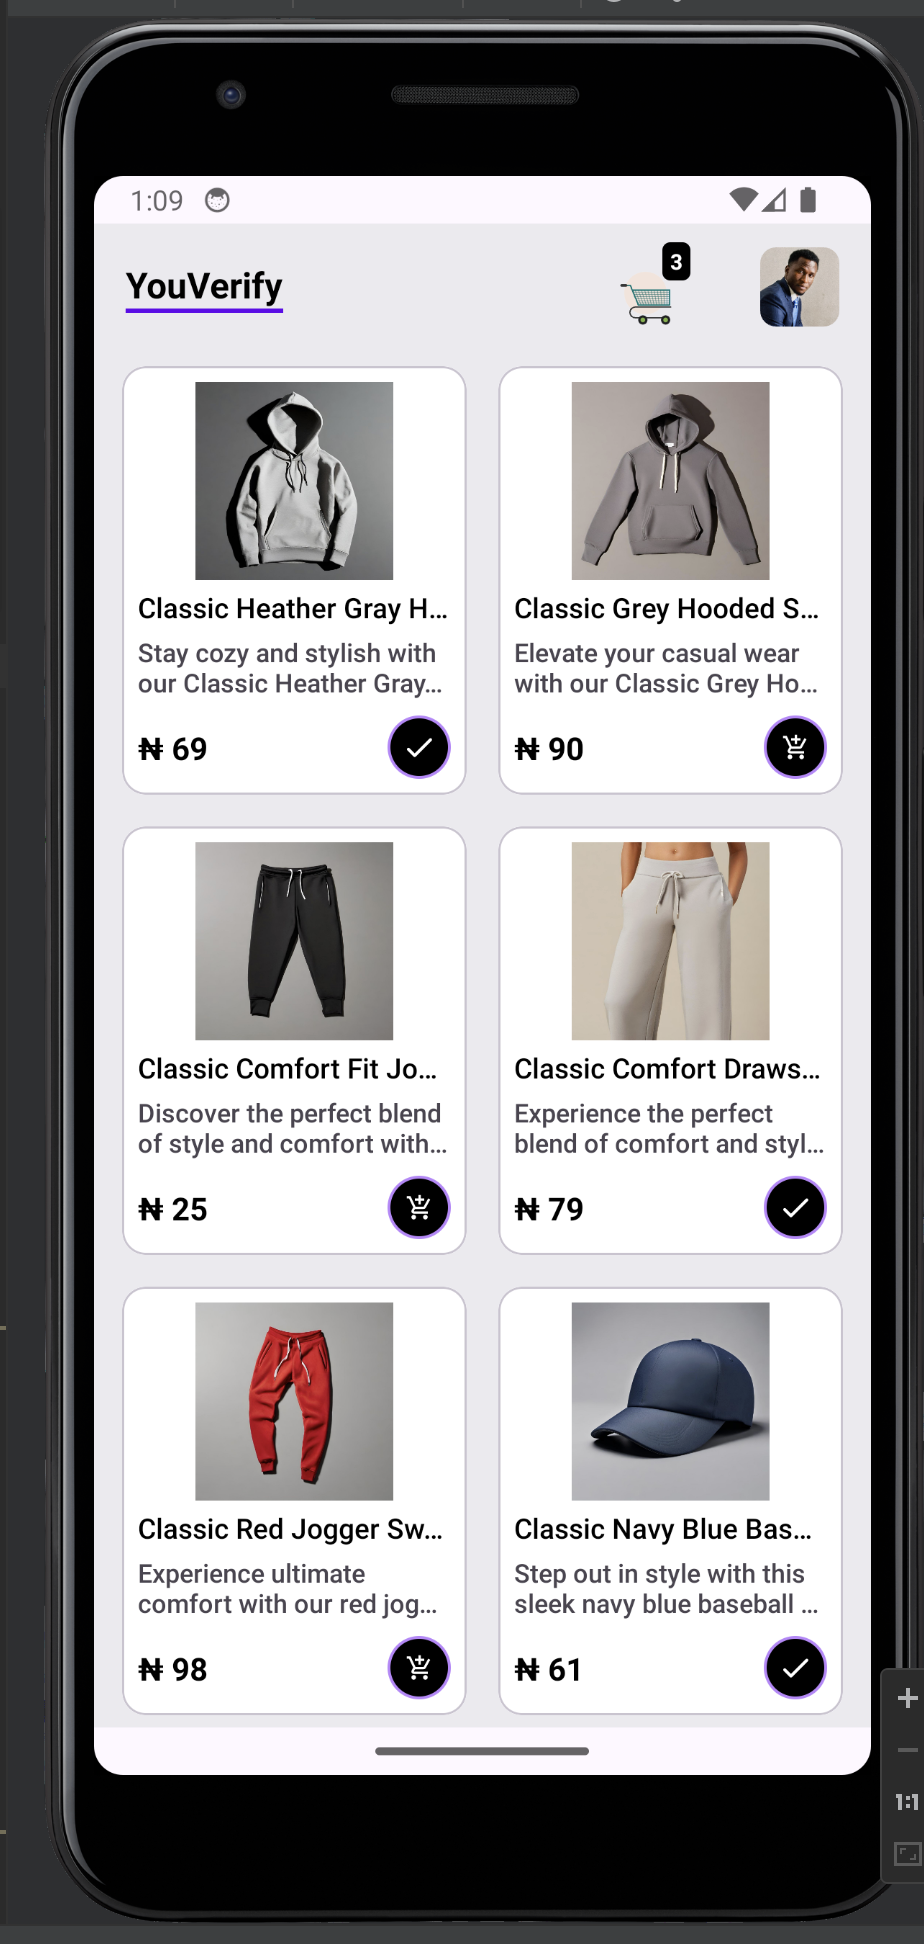 1:09
YouVerify
3
Classic Heather Gray H...
Stay cozy and stylish with
our Classic Heather Gray...
₦ 69
Classic Grey Hooded S...
Elevate your casual wear
with our Classic Grey Ho...
₦ 90
Classic Comfort Fit Jo...
Discover the perfect blend
of style and comfort with...
₦ 25
Classic Comfort Draws...
Experience the perfect
blend of comfort and styl...
₦ 79
Classic Red Jogger Sw...
Experience ultimate
comfort with our red jog...
₦ 98
Classic Navy Blue Bas...
Step out in style with this
sleek navy blue baseball ...
₦ 61
1:1